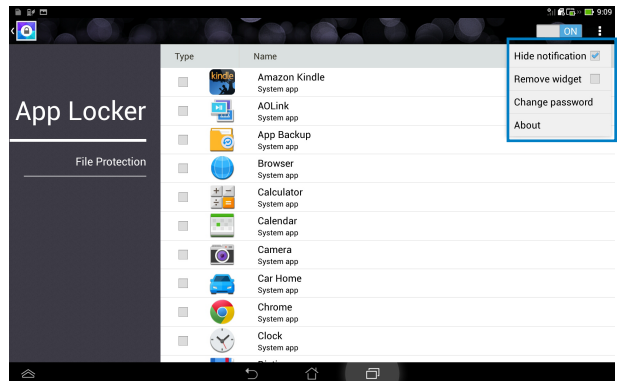 9:09
ON
Hide notification
Remove widget
Change password
About
App Locker
File Protection
Type Name
kindle
Amazon Kindle
System app
AOLink
System app
App Backup
System app
Browser
System app
Calculator
System app
Calendar
System app
Camera
System app
Car Home
System app
Chrome
System app
Clock
System app